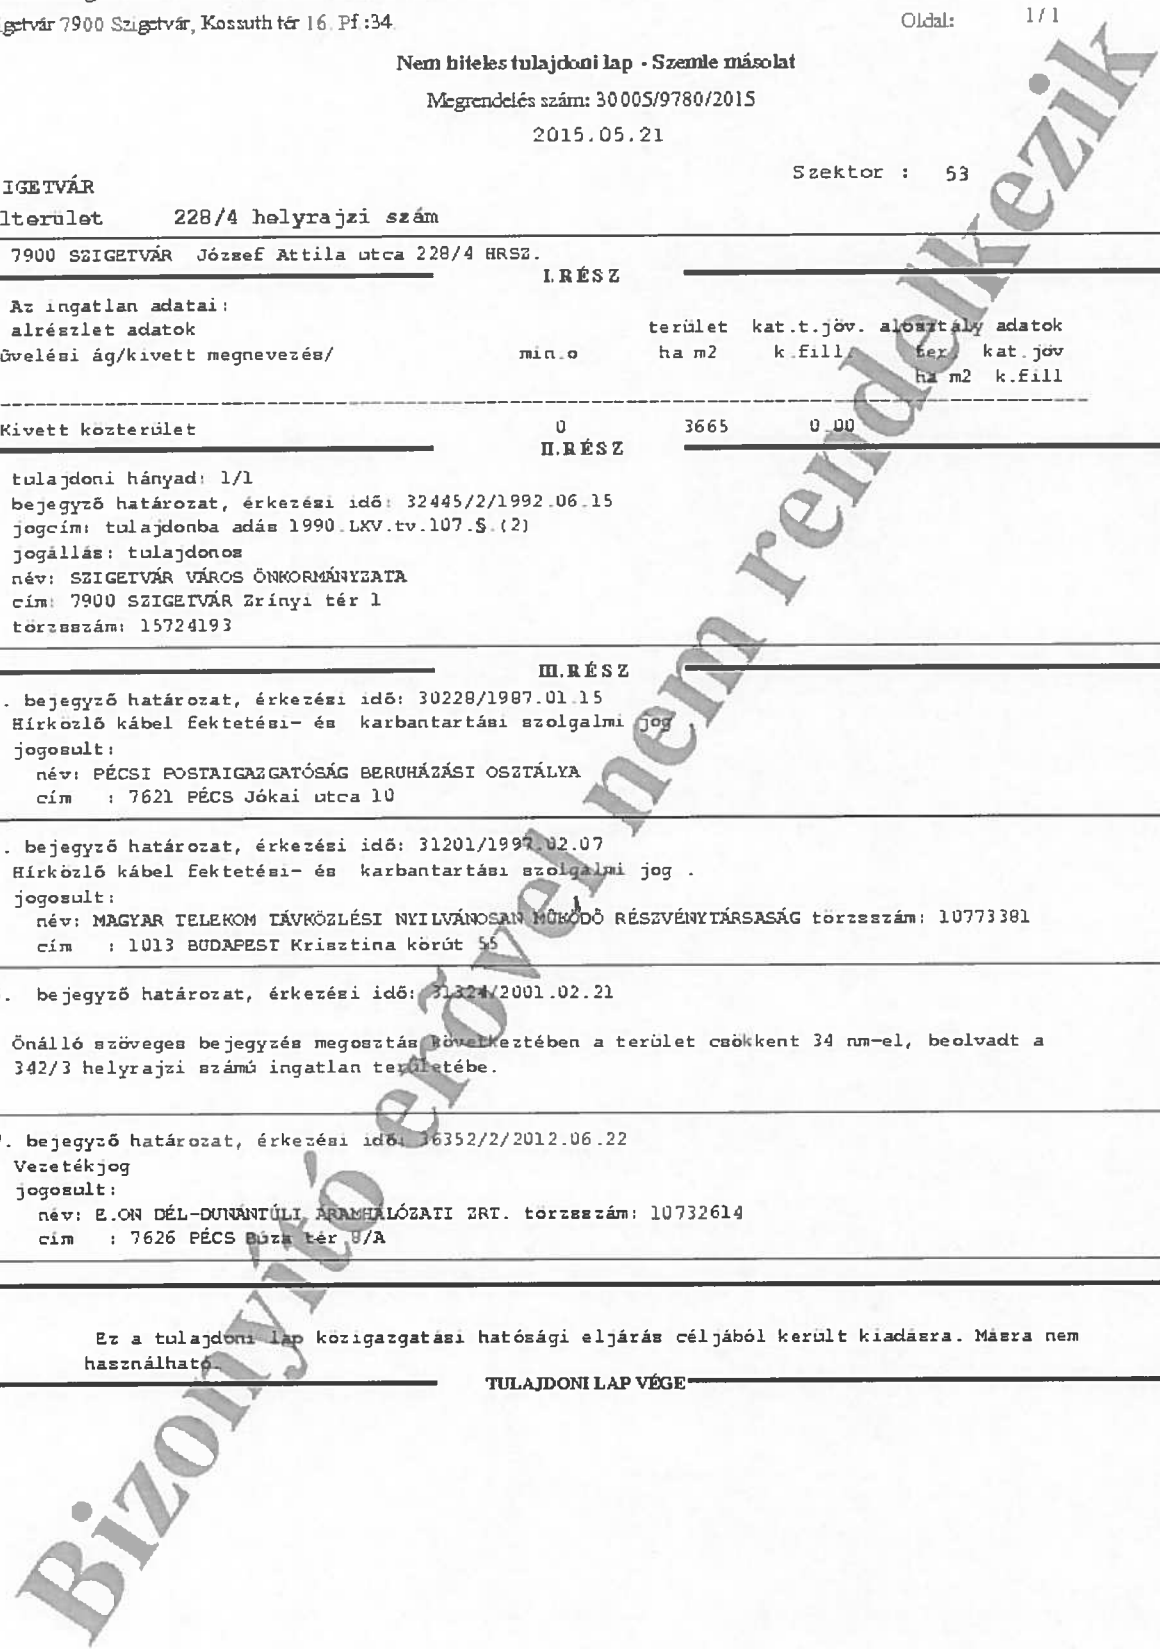 getvár 7900 Szigetvár, Kossuth tér 16. Pf.:34.
Oldal: 1/1
Nem hiteles tulajdoni lap - Szemle másolat
Megrendelés szám: 30005/9780/2015
2015.05.21
Szektor : 53
IGETVÁR
lterület 228/4 helyrajzi szám
7900 SZIGETVÁR József Attila utca 228/4 HRSZ.
I.RÉSZ
Az ingatlan adatai:
alrészlet adatok terület kat.t.jöv. alosztály adatok
űvelési ág/kivett megnevezés/ min.o ha m2 k.fill. ter. kat.jöv
ha m2 k.fill
Kivett közterület 0 3665 0.00
II.RÉSZ
tulajdoni hányad: 1/1
bejegyző határozat, érkezési idő: 32445/2/1992.06.15
jogcím: tulajdonba adás 1990.LXV.tv.107.§.(2)
jogállás: tulajdonos
név: SZIGETVÁR VÁROS ÖNKORMÁNYZATA
cím: 7900 SZIGETVÁR Zrínyi tér 1
törzsszám: 15724193
III.RÉSZ
. bejegyző határozat, érkezési idő: 30228/1987.01.15
Hírközlő kábel fektetési- és karbantartási szolgalmi jog .
jogosult:
név: PÉCSI POSTAIGAZGATÓSÁG BERUHÁZÁSI OSZTÁLYA
cím : 7621 PÉCS Jókai utca 10
. bejegyző határozat, érkezési idő: 31201/1997.02.07
Hírközlő kábel fektetési- és karbantartási szolgalmi jog .
jogosult:
név: MAGYAR TELEKOM TÁVKÖZLÉSI NYILVÁNOSAN MŰKÖDŐ RÉSZVÉNYTÁRSASÁG törzsszám: 10773381
cím : 1013 BUDAPEST Krisztina körút 55
. bejegyző határozat, érkezési idő: 31324/2001.02.21
Önálló szöveges bejegyzés megosztás következtében a terület csökkent 34 nm-el, beolvadt a
342/3 helyrajzi számú ingatlan területébe.
. bejegyző határozat, érkezési idő: 36352/2/2012.06.22
Vezetékjog
jogosult:
név: E.ON DÉL-DUNÁNTÚLI ÁRAMHÁLÓZATI ZRT. törzsszám: 10732614
cím : 7626 PÉCS Búza tér 8/A
Ez a tulajdoni lap közigazgatási hatósági eljárás céljából került kiadásra. Másra nem
használható.
TULAJDONI LAP VÉGE
Bizonyító erővel nem rendelkezik